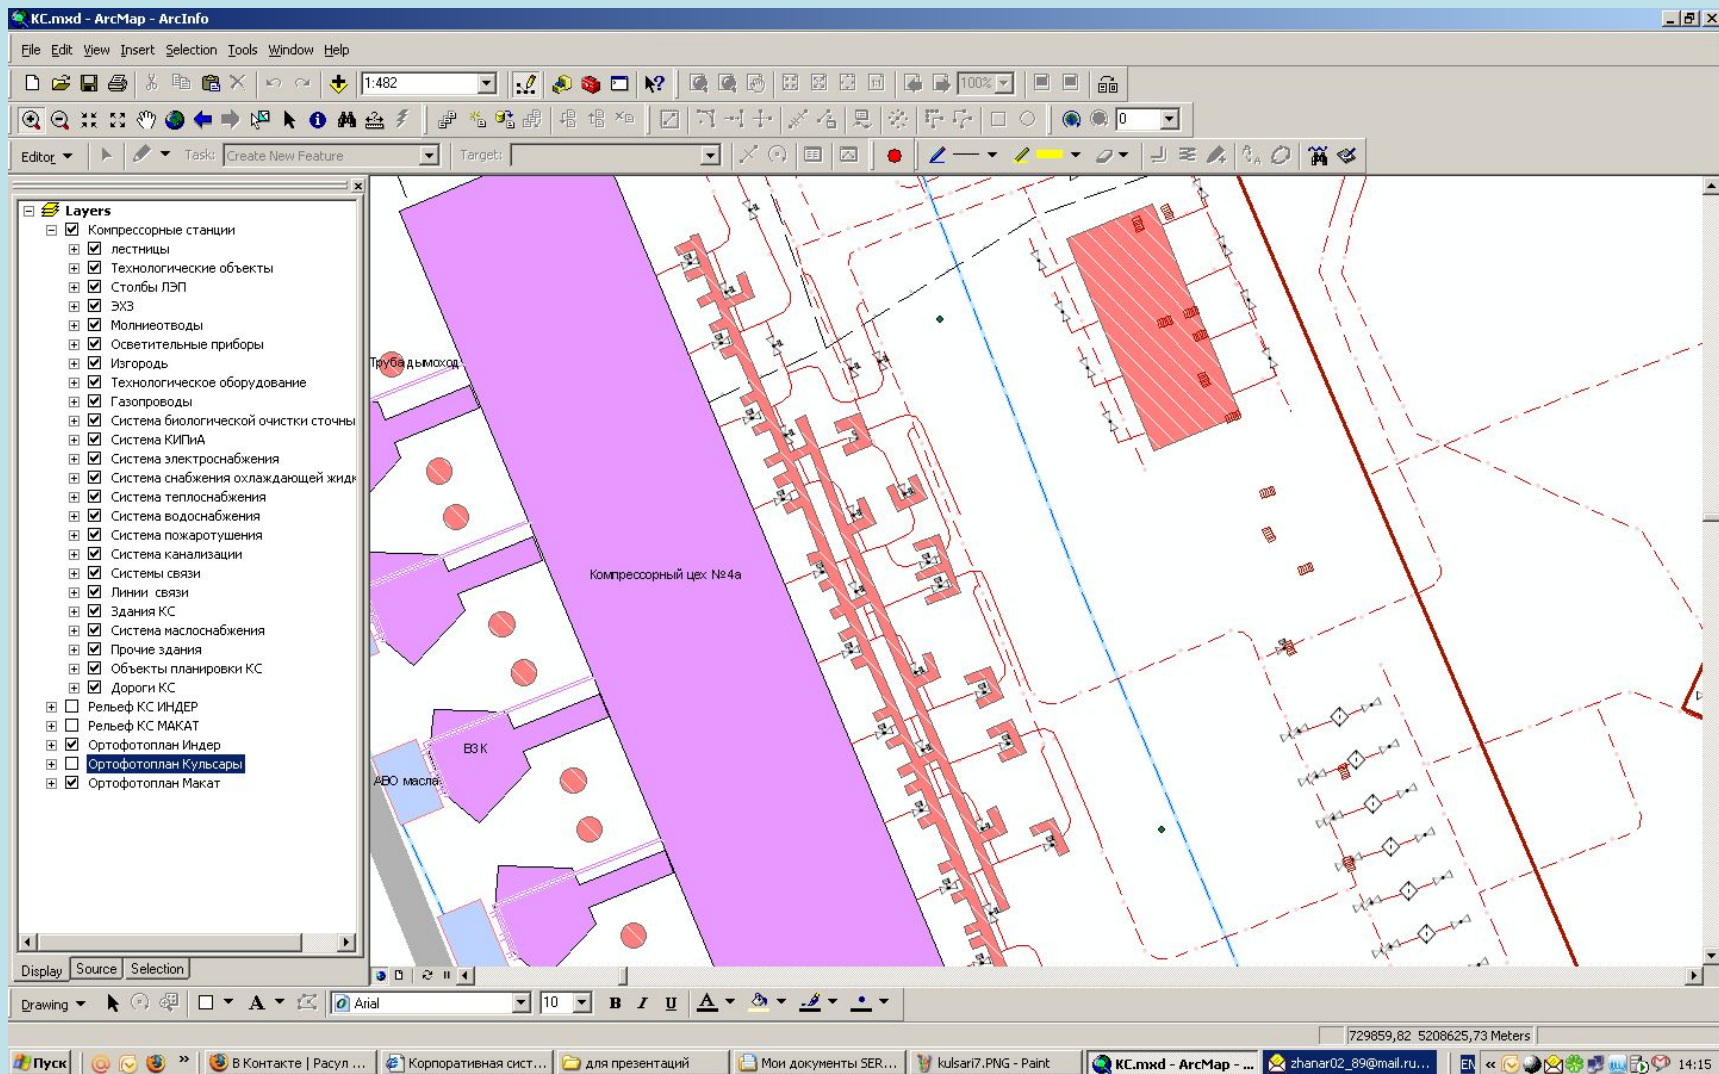 КС.mxd - ArcMap - ArcInfo
File Edit View Insert Selection Tools Window Help
1:482
100%
0
Editor Task: Create New Feature Target:
Layers
Компрессорные станции
лестницы
Технологические объекты
Столбы ЛЭП
ЭХЗ
Молниеотводы
Осветительные приборы
Изгородь
Технологическое оборудование
Газопроводы
Система биологической очистки сточны
Система КИПиА
Система электроснабжения
Система снабжения охлаждающей жидк
Система теплоснабжения
Система водоснабжения
Система пожаротушения
Система канализации
Системы связи
Линии связи
Здания КС
Система маслоснабжения
Прочие здания
Объекты планировки КС
Дороги КС
Рельеф КС ИНДЕР
Рельеф КС МАКАТ
Ортофотоплан Индер
Ортофотоплан Кульсары
Ортофотоплан Макат
Труба дымоход
Компрессорный цех №4а
ВЗК
АВО масла
Display Source Selection
Drawing A Arial 10 B I U A
729859,82 5208625,73 Meters
Пуск » В Контакте | Расул ... Корпоративная сист... для презентаций Мои документы SER... kulsari7.PNG - Paint КС.mxd - ArcMap - ... zhanar02_89@mail.ru... EN « 14:15